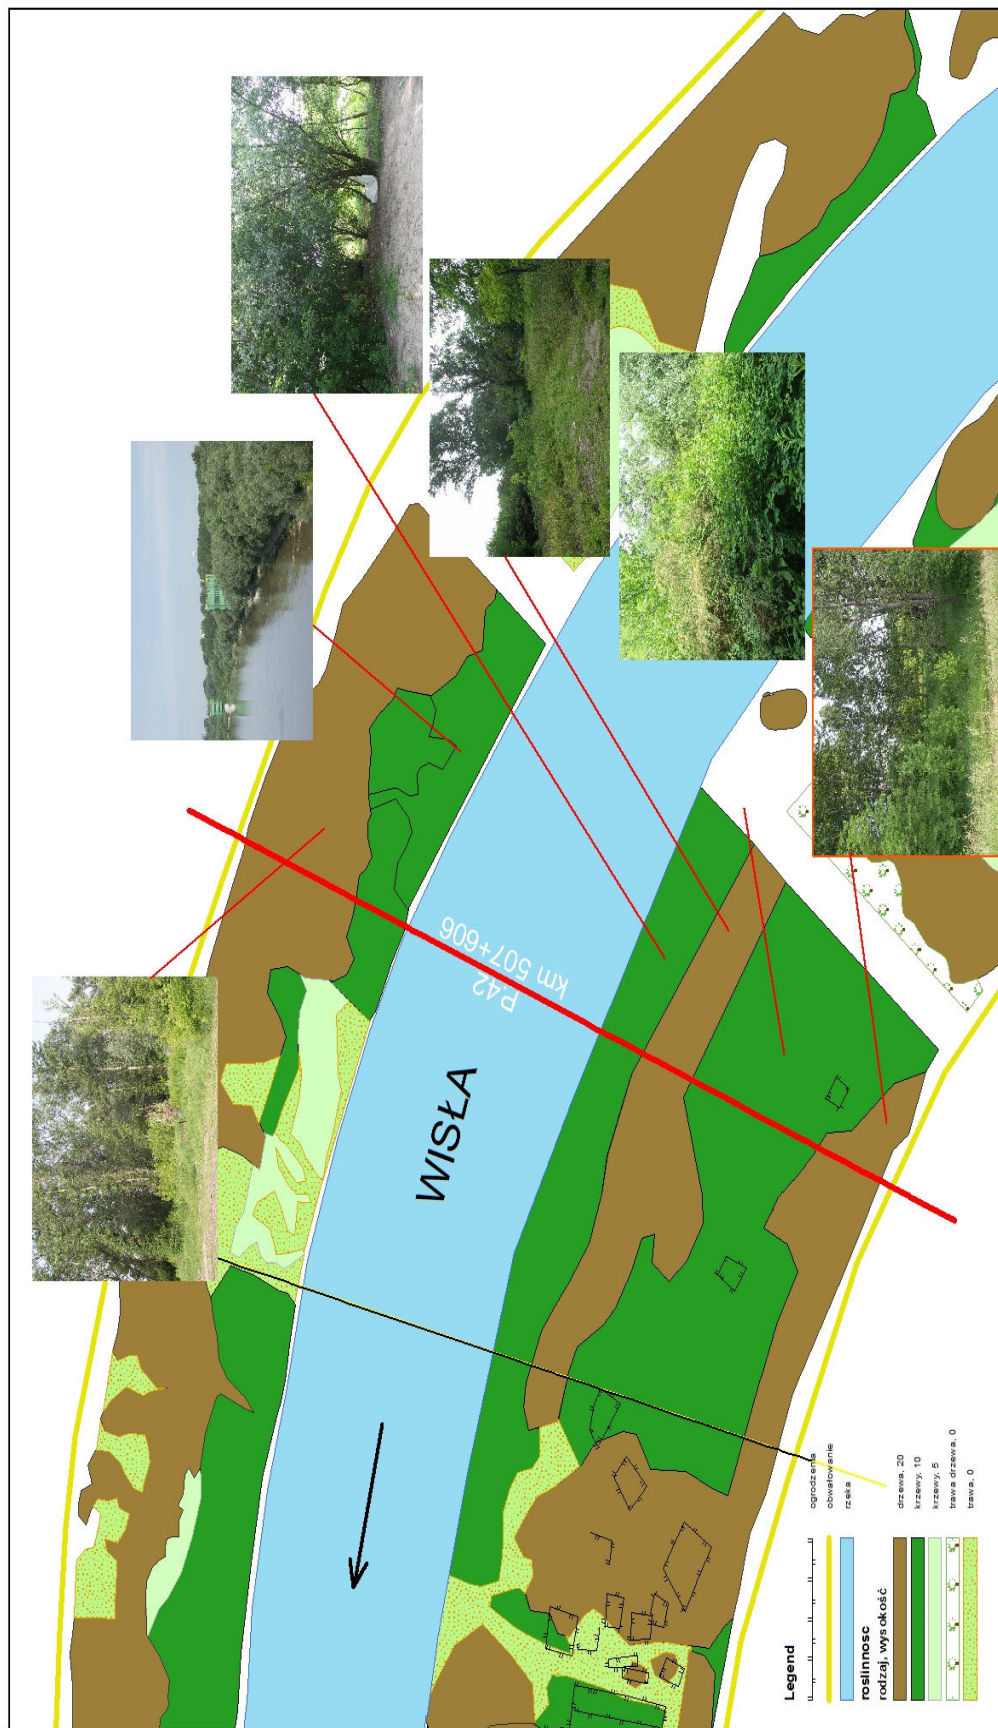 P.42
km 507+606
WISŁA
Legend
ogrodzenia
obwałowanie
rzeka
roslinnosc
rodzaj, wysokość
drzewa, 20
krzewy, 10
krzewy, 5
trawa drzewa, 0
trawa, 0